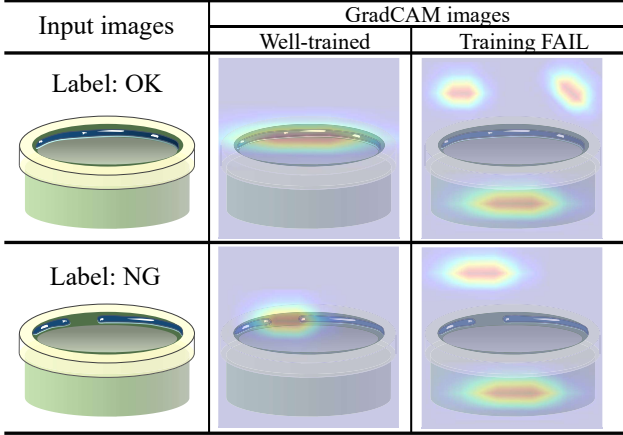 Input images
GradCAM images
Well-trained
Training FAIL
Label: OK
Label: NG